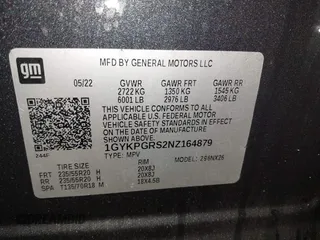 gm
MFD BY GENERAL MOTORS LLC
05/22 GVWR GAWR FRT GAWR RR
2722 KG 1350 KG 1545 KG
6001 LB 2976 LB 3406 LB
THIS VEHICLE CONFORMS TO ALL
APPLICABLE U.S. FEDERAL MOTOR
VEHICLE SAFETY STANDARDS IN
EFFECT ON THE DATE OF
MANUFACTURE SHOWN ABOVE.
1GYKPGRS2NZ164879
TYPE: MPV MODEL: 6NX26
244F
TIRE SIZE RIM
FRT 235/55R20 H 20X8J
RR 235/55R20 H 20X8J
SPA T135/70R18 M 18X4.5B